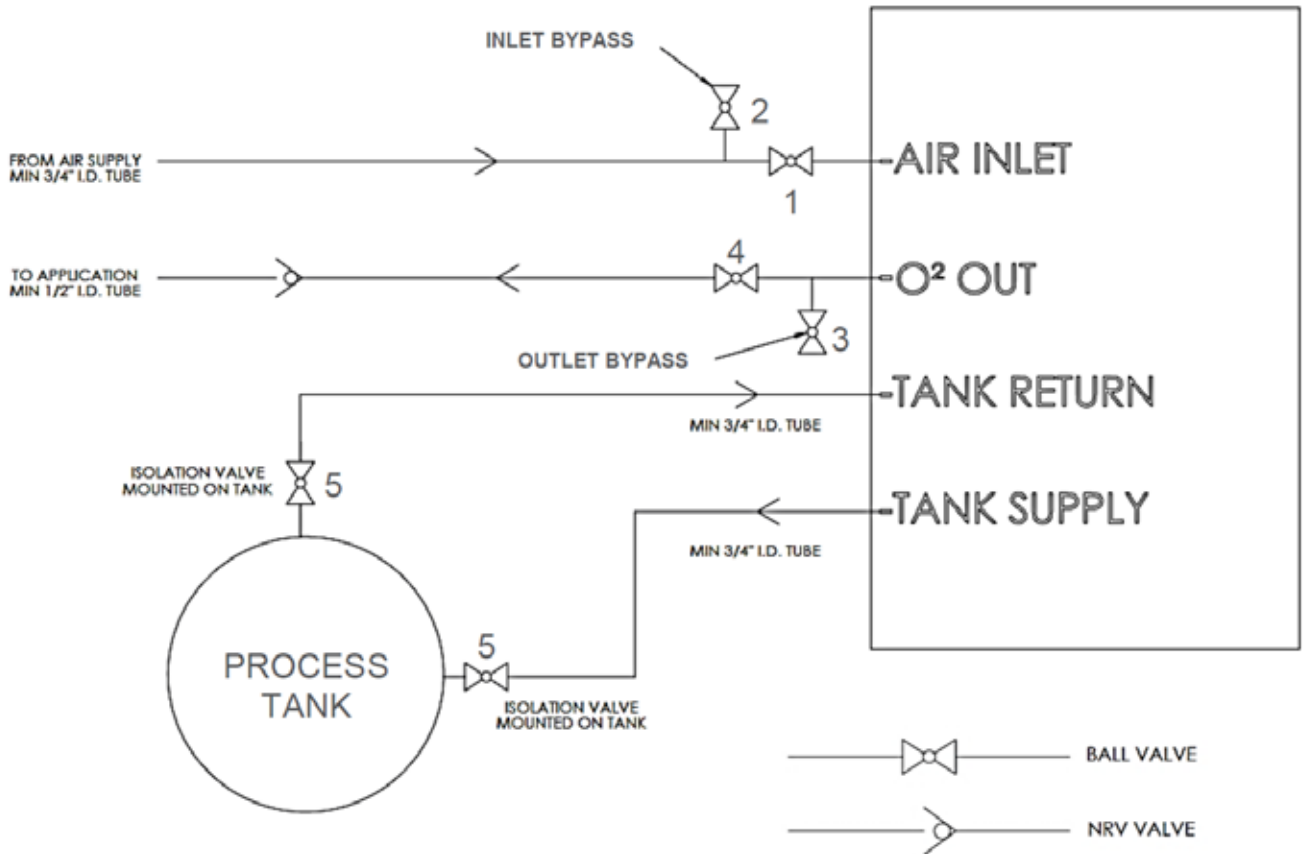 INLET BYPASS
2
FROM AIR SUPPLY
MIN 3/4" I.D. TUBE
AIR INLET
1
4
TO APPLICATION
MIN 1/2" I.D. TUBE
O² OUT
OUTLET BYPASS
3
TANK RETURN
MIN 3/4" I.D. TUBE
ISOLATION VALVE
MOUNTED ON TANK
5
TANK SUPPLY
MIN 3/4" I.D. TUBE
PROCESS
TANK
5
ISOLATION VALVE
MOUNTED ON TANK
BALL VALVE
NRV VALVE